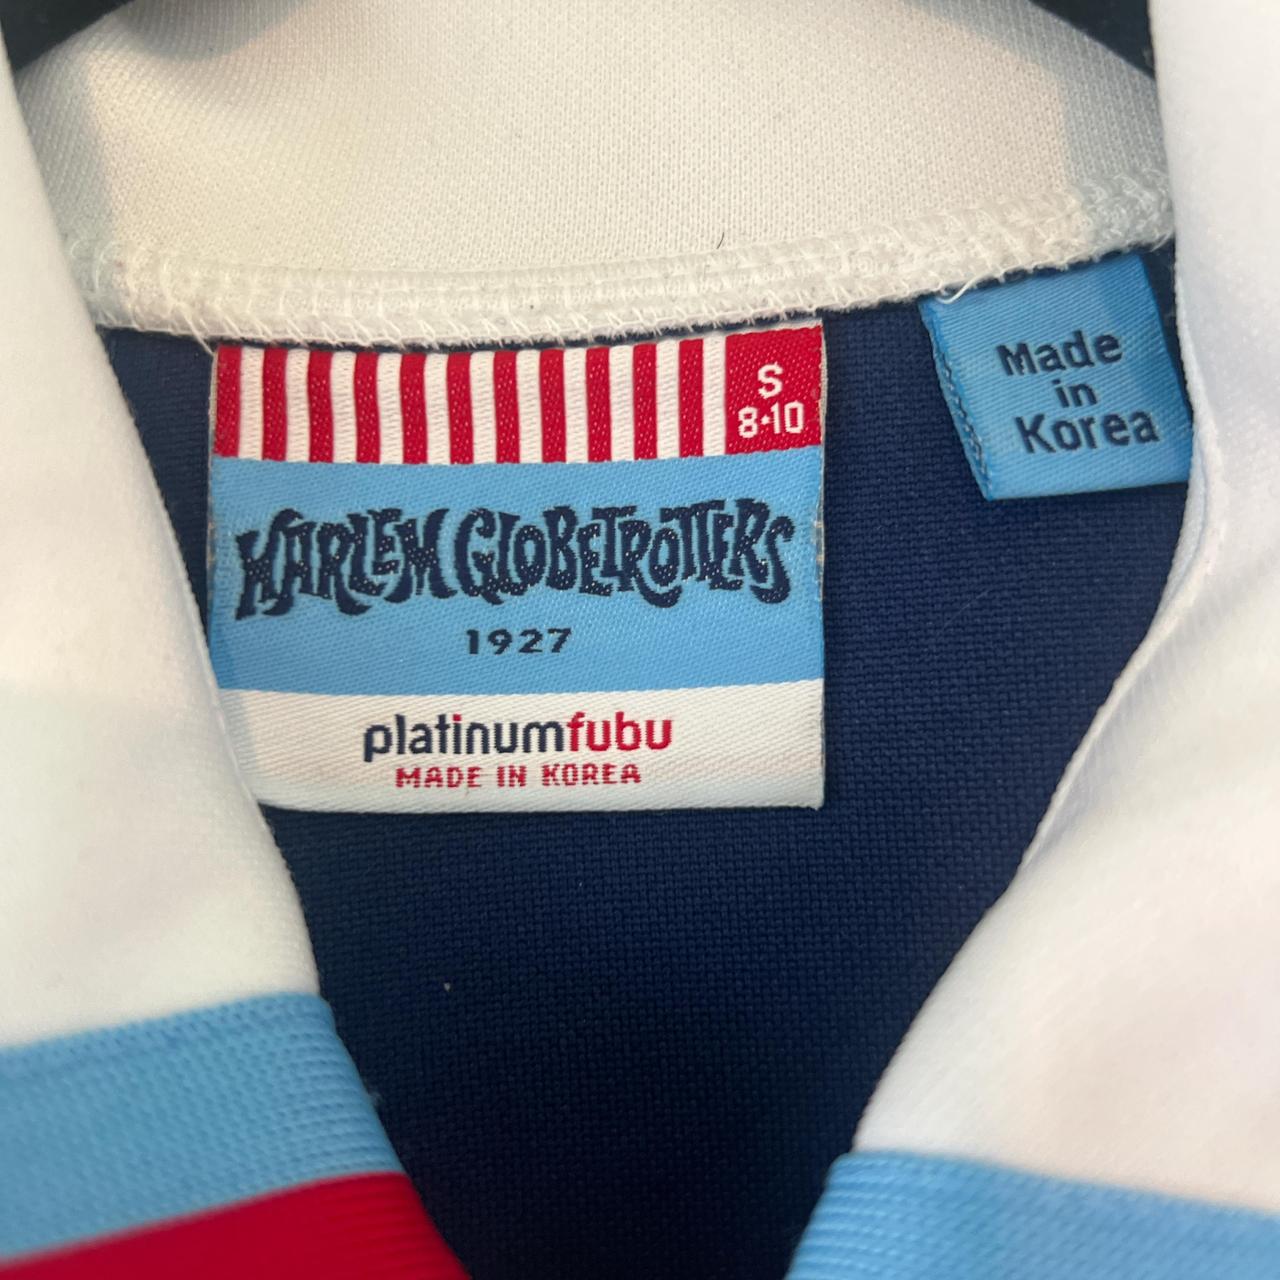 S
8•10
HARLEM GLOBETROTTERS
1927
platinumfubu
MADE IN KOREA
Made
in
Korea